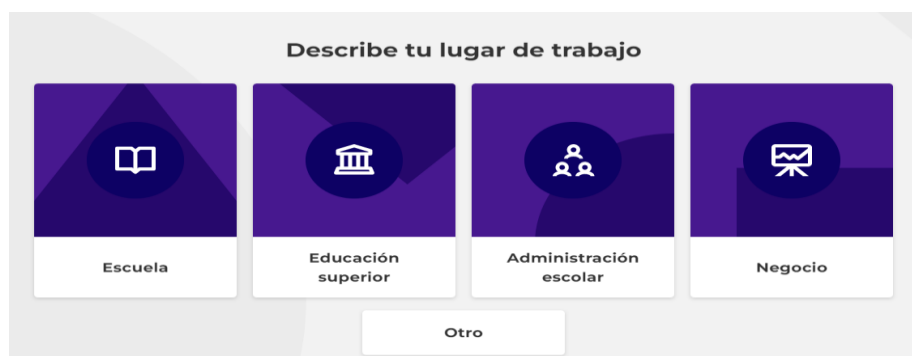 Describe tu lugar de trabajo
Escuela
Educación
superior
Administración
escolar
Negocio
Otro